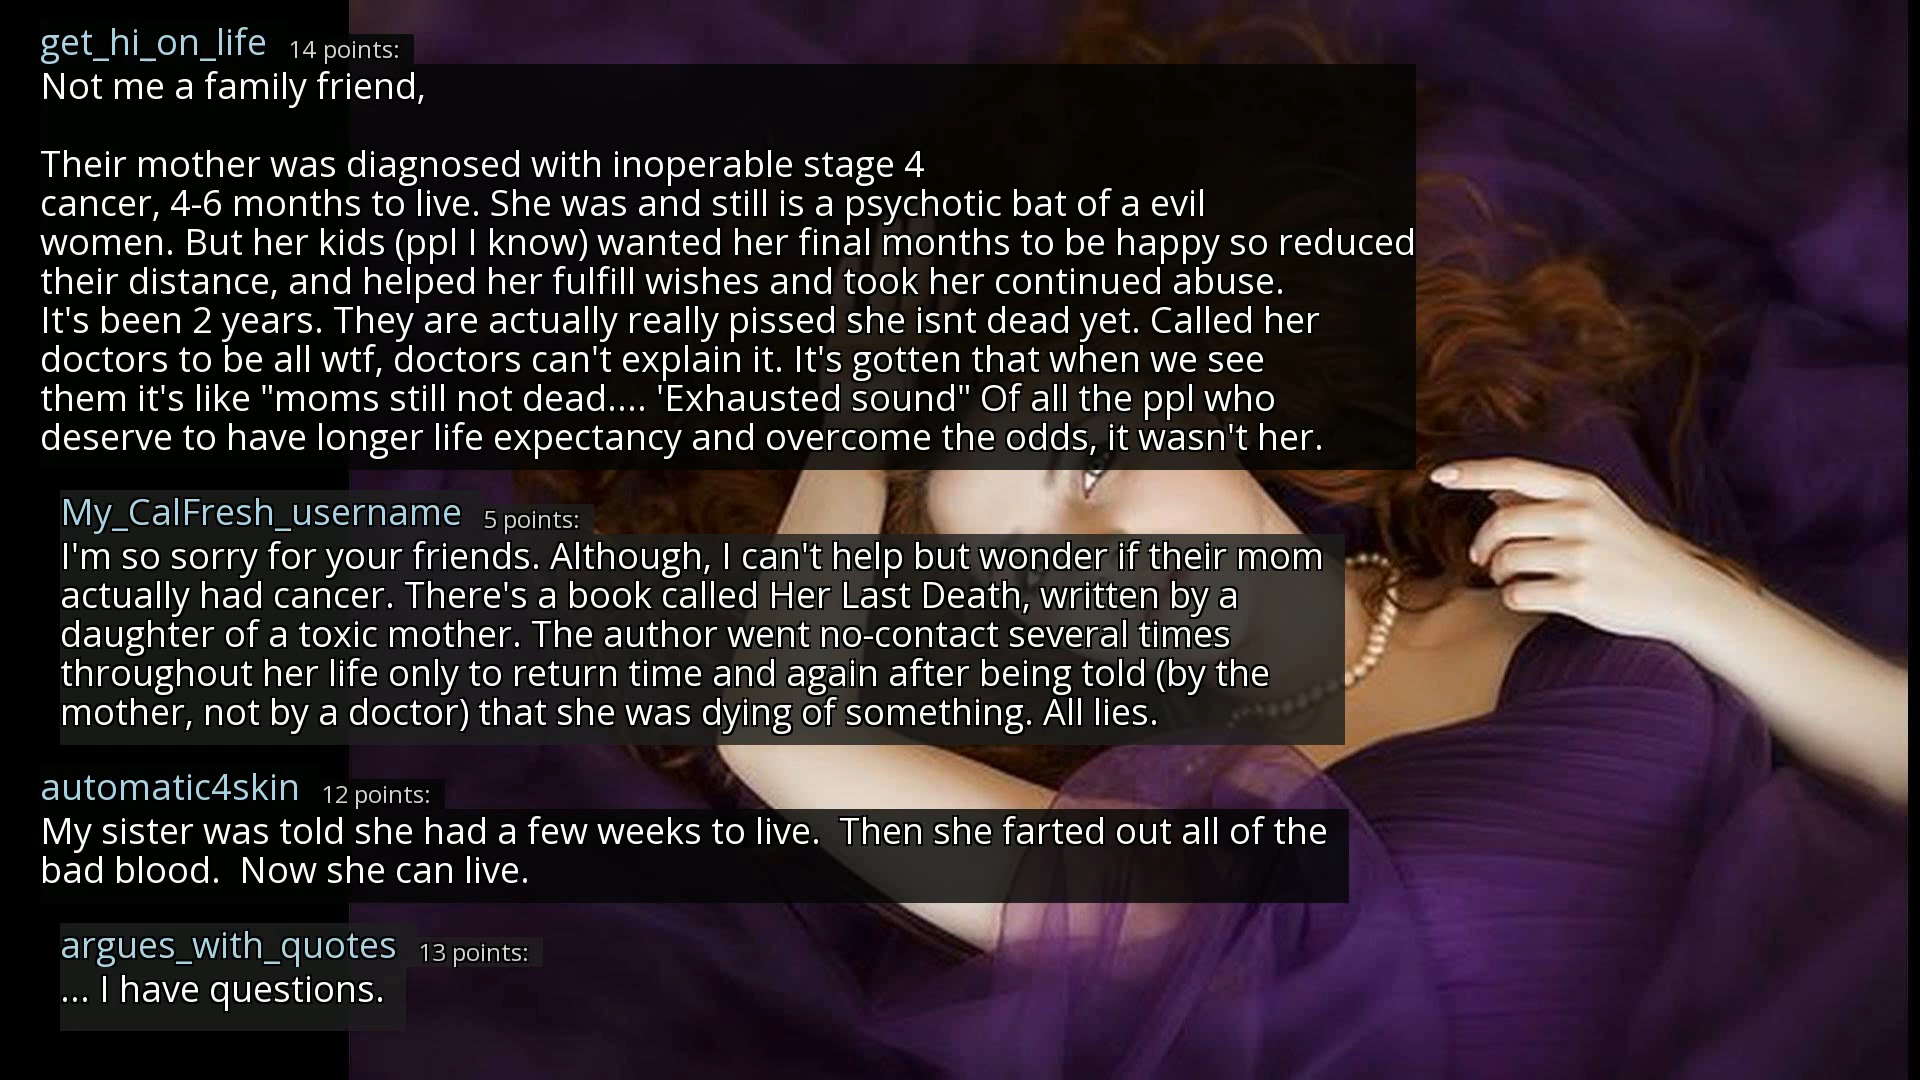 get_hi_on_life 14 points:
Not me a family friend,
Their mother was diagnosed with inoperable stage 4
cancer, 4-6 months to live. She was and still is a psychotic bat of a evil
women. But her kids (ppl I know) wanted her final months to be happy so reduced
their distance, and helped her fulfill wishes and took her continued abuse.
It's been 2 years. They are actually really pissed she isnt dead yet. Called her
doctors to be all wtf, doctors can't explain it. It's gotten that when we see
them it's like "moms still not dead.... 'Exhausted sound" Of all the ppl who
deserve to have longer life expectancy and overcome the odds, it wasn't her.
My_CalFresh_username 5 points:
I'm so sorry for your friends. Although, I can't help but wonder if their mom
actually had cancer. There's a book called Her Last Death, written by a
daughter of a toxic mother. The author went no-contact several times
throughout her life only to return time and again after being told (by the
mother, not by a doctor) that she was dying of something. All lies.
automatic4skin 12 points:
My sister was told she had a few weeks to live.  Then she farted out all of the
bad blood.  Now she can live.
argues_with_quotes 13 points:
... I have questions.